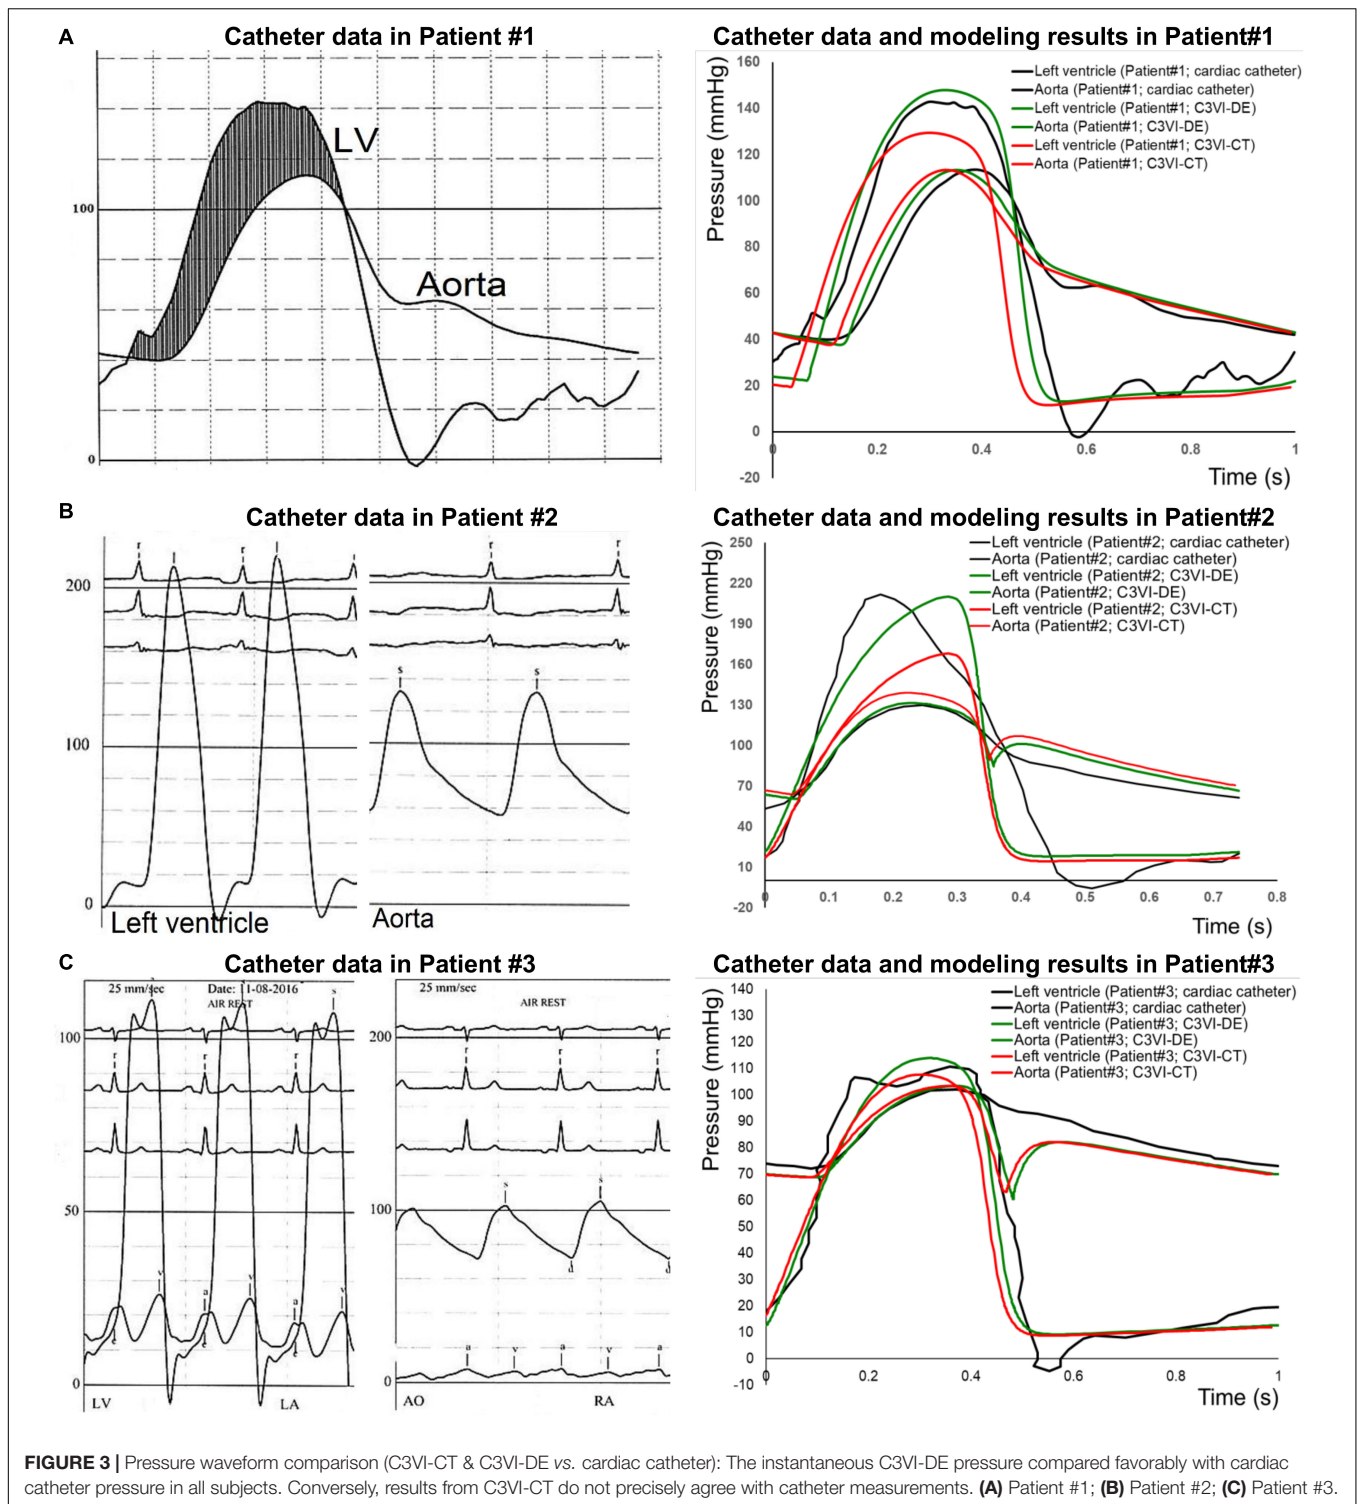 A
Catheter data in Patient #1
LV
Aorta
100
0
Catheter data and modeling results in Patient#1
Pressure (mmHg)
160
140
120
100
80
60
40
20
0
-20
Left ventricle (Patient#1; cardiac catheter)
Aorta (Patient#1; cardiac catheter)
Left ventricle (Patient#1; C3VI-DE)
Aorta (Patient#1; C3VI-DE)
Left ventricle (Patient#1; C3VI-CT)
Aorta (Patient#1; C3VI-CT)
0 0.2 0.4 0.6 0.8 1
Time (s)
B
Catheter data in Patient #2
r r r r
200
100
0
s s
Left ventricle
Aorta
Catheter data and modeling results in Patient#2
Pressure (mmHg)
250
220
190
160
130
100
70
40
10
-20
Left ventricle (Patient#2; cardiac catheter)
Aorta (Patient#2; cardiac catheter)
Left ventricle (Patient#2; C3VI-DE)
Aorta (Patient#2; C3VI-DE)
Left ventricle (Patient#2; C3VI-CT)
Aorta (Patient#2; C3VI-CT)
0 0.1 0.2 0.3 0.4 0.5 0.6 0.7 0.8
Time (s)
C
Catheter data in Patient #3
25 mm/sec Date: 11-08-2016
AIR REST
s
100
r r r
50
v a v a v
0
LV LA
25 mm/sec
AIR REST
200
r r r
s s
100
d d
a v a v a
0
AO RA
Catheter data and modeling results in Patient#3
Pressure (mmHg)
140
130
120
110
100
90
80
70
60
50
40
30
20
10
0
-10
Left ventricle (Patient#3; cardiac catheter)
Aorta (Patient#3; cardiac catheter)
Left ventricle (Patient#3; C3VI-DE)
Aorta (Patient#3; C3VI-DE)
Left ventricle (Patient#3; C3VI-CT)
Aorta (Patient#3; C3VI-CT)
0 0.2 0.4 0.6 0.8 1
Time (s)
FIGURE 3 | Pressure waveform comparison (C3VI-CT & C3VI-DE vs. cardiac catheter): The instantaneous C3VI-DE pressure compared favorably with cardiac
catheter pressure in all subjects. Conversely, results from C3VI-CT do not precisely agree with catheter measurements. (A) Patient #1; (B) Patient #2; (C) Patient #3.